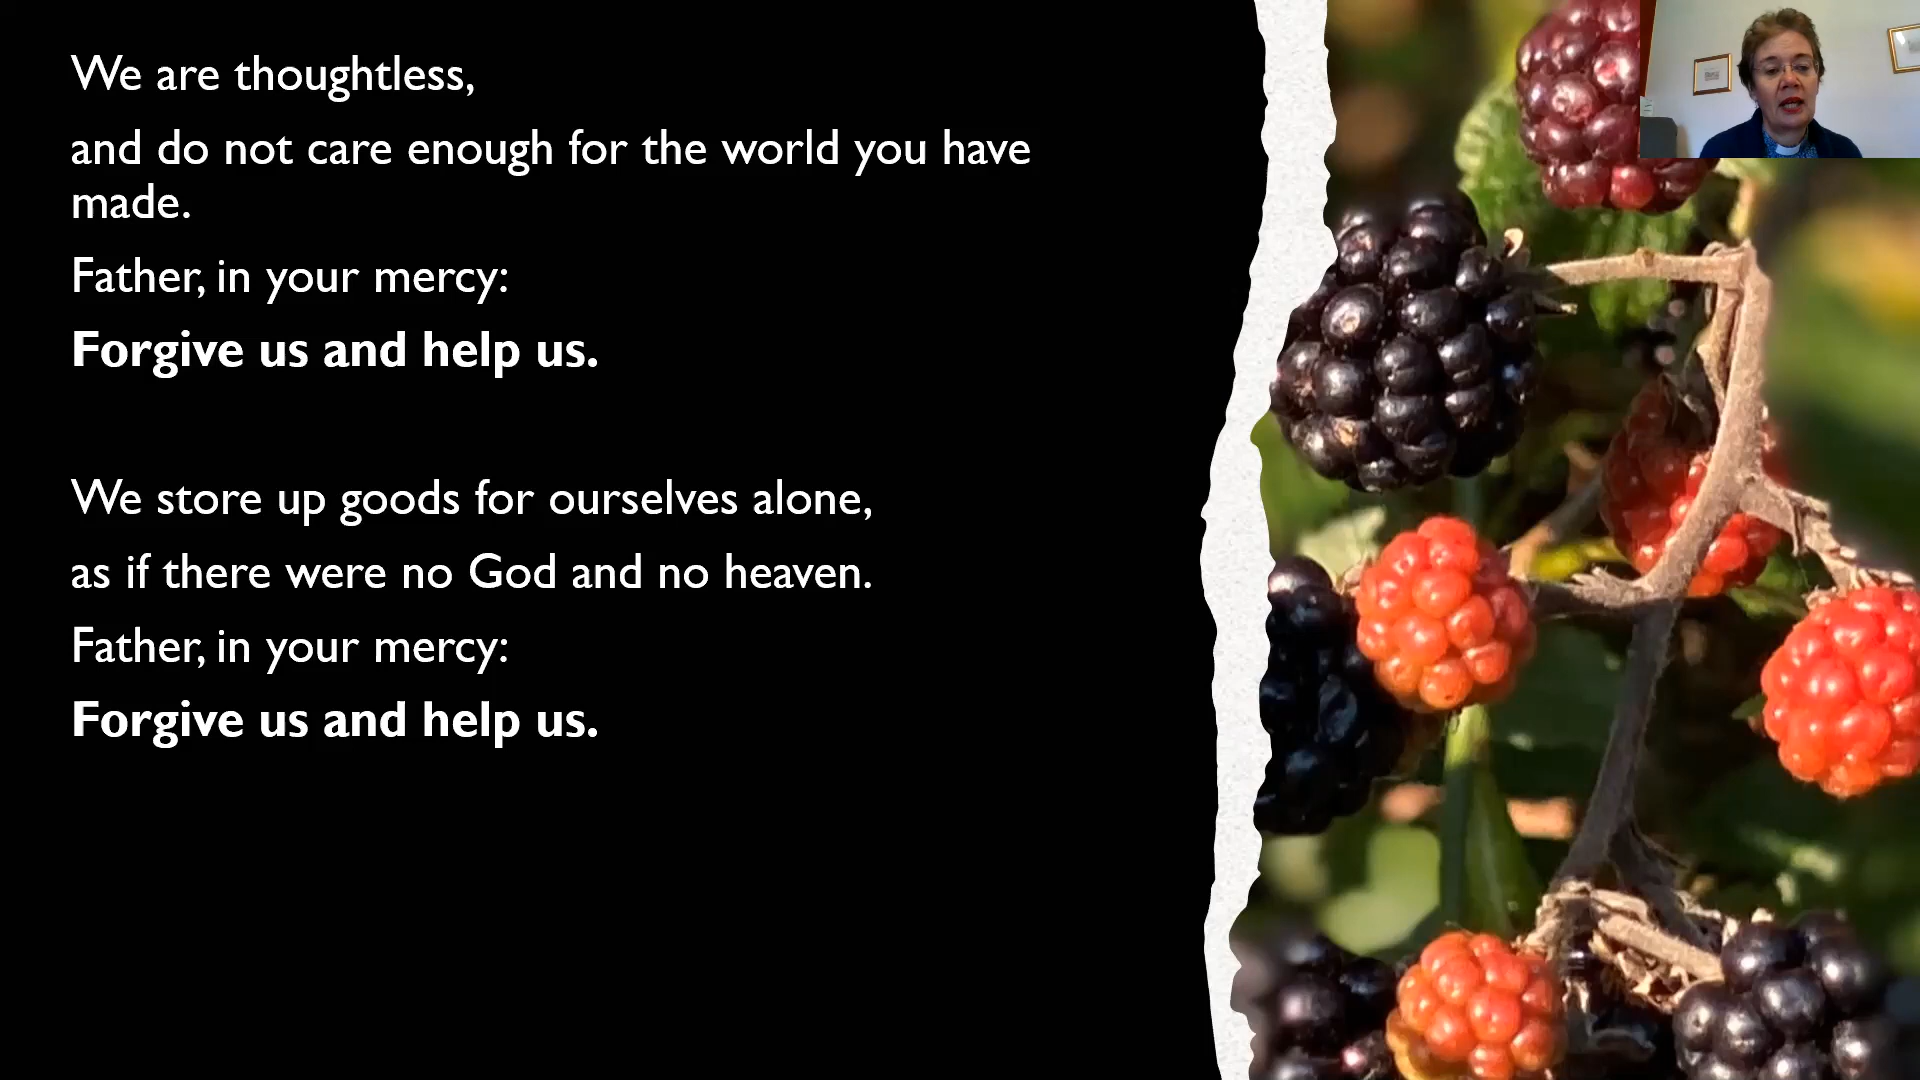 We are thoughtless,
and do not care enough for the world you have
made.
Father, in your mercy:
Forgive us and help us.
We store up goods for ourselves alone,
as if there were no God and no heaven.
Father, in your mercy:
Forgive us and help us.